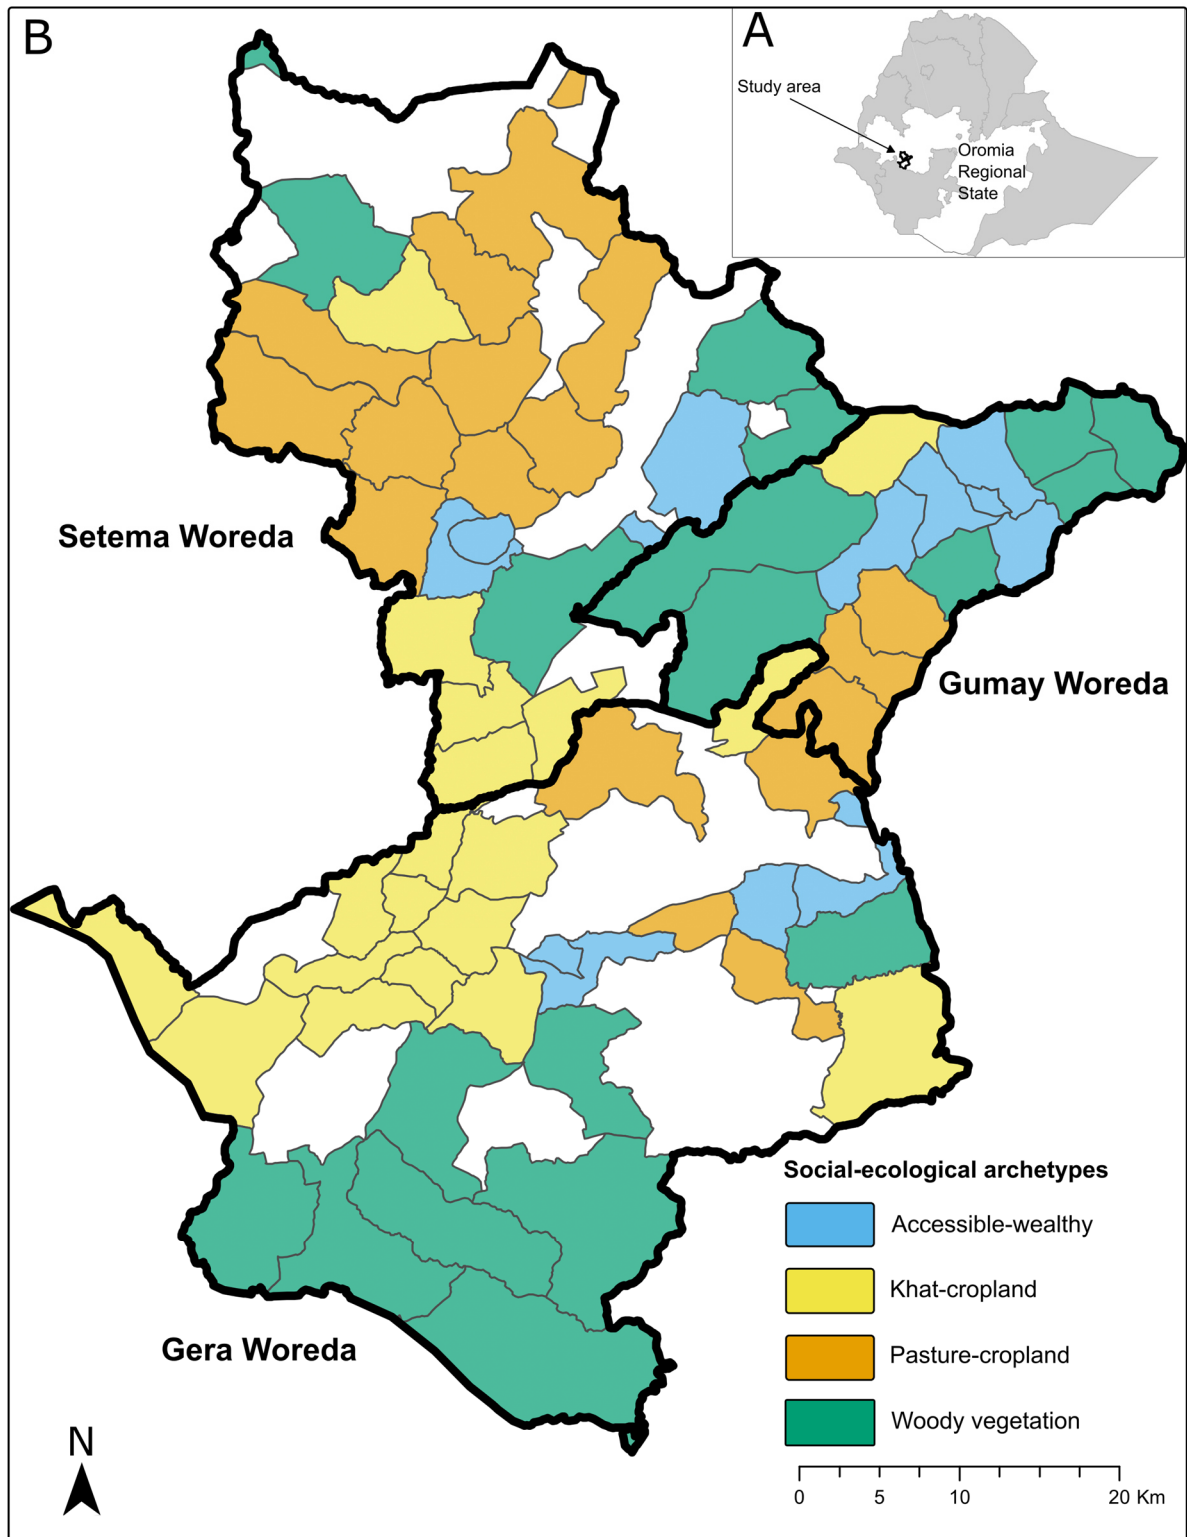 B
A
Study area
Oromia
Regional
State
Setema Woreda
Gumay Woreda
Gera Woreda
Social-ecological archetypes
Accessible-wealthy
Khat-cropland
Pasture-cropland
Woody vegetation
N
0 5 10 20 Km